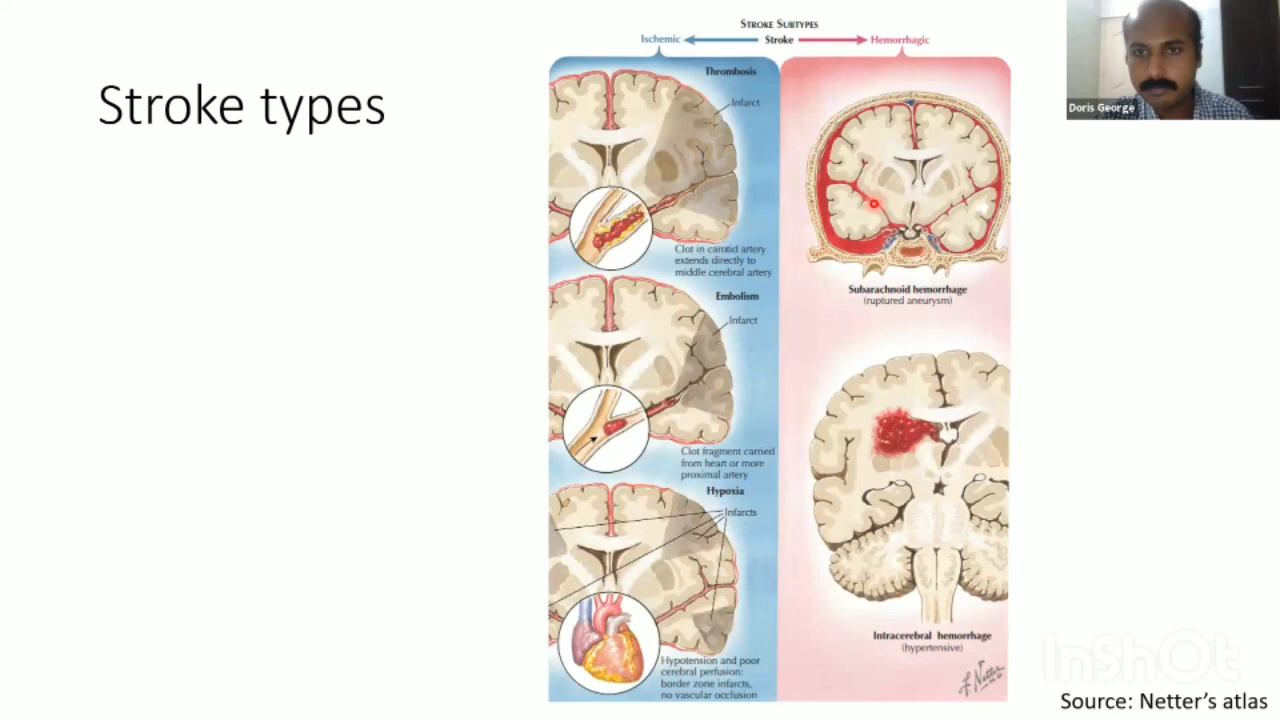 Stroke types
STROKE SUBTYPES
Ischemic Stroke Hemorrhagic
Thrombosis
Infarct
Clot in carotid artery
extends directly to
middle cerebral artery
Embolism
Infarct
Clot fragment carried
from heart or more
proximal artery
Hypoxia
Infarcts
Hypotension and poor
cerebral perfusion:
border zone infarcts,
no vascular occlusion
Subarachnoid hemorrhage
(ruptured aneurysm)
Intracerebral hemorrhage
(hypertensive)
F. Netter
M.D.
Doris George
InShOt
Source: Netter’s atlas